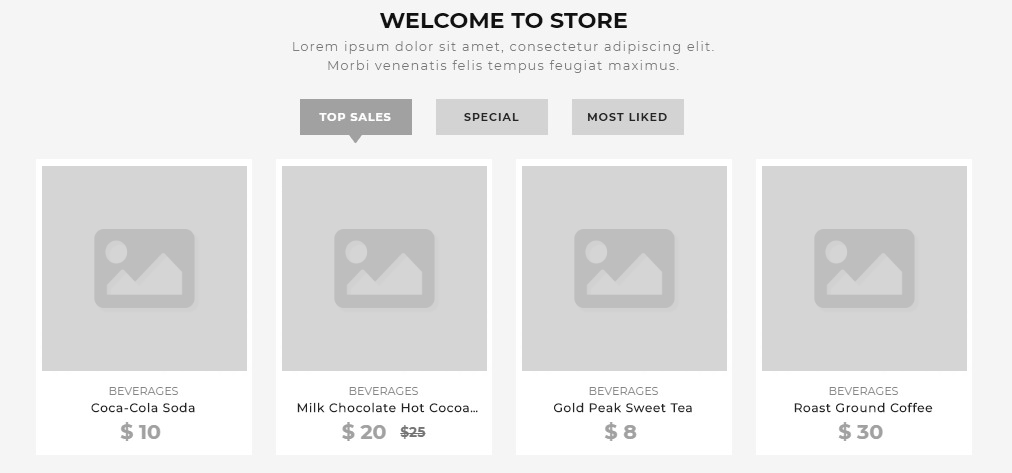 WELCOME TO STORE
Lorem ipsum dolor sit amet, consectetur adipiscing elit.
Morbi venenatis felis tempus feugiat maximus.
TOP SALES
SPECIAL
MOST LIKED
BEVERAGES
Coca-Cola Soda
$ 10
BEVERAGES
Milk Chocolate Hot Cocoa...
$ 20 $25
BEVERAGES
Gold Peak Sweet Tea
$ 8
BEVERAGES
Roast Ground Coffee
$ 30